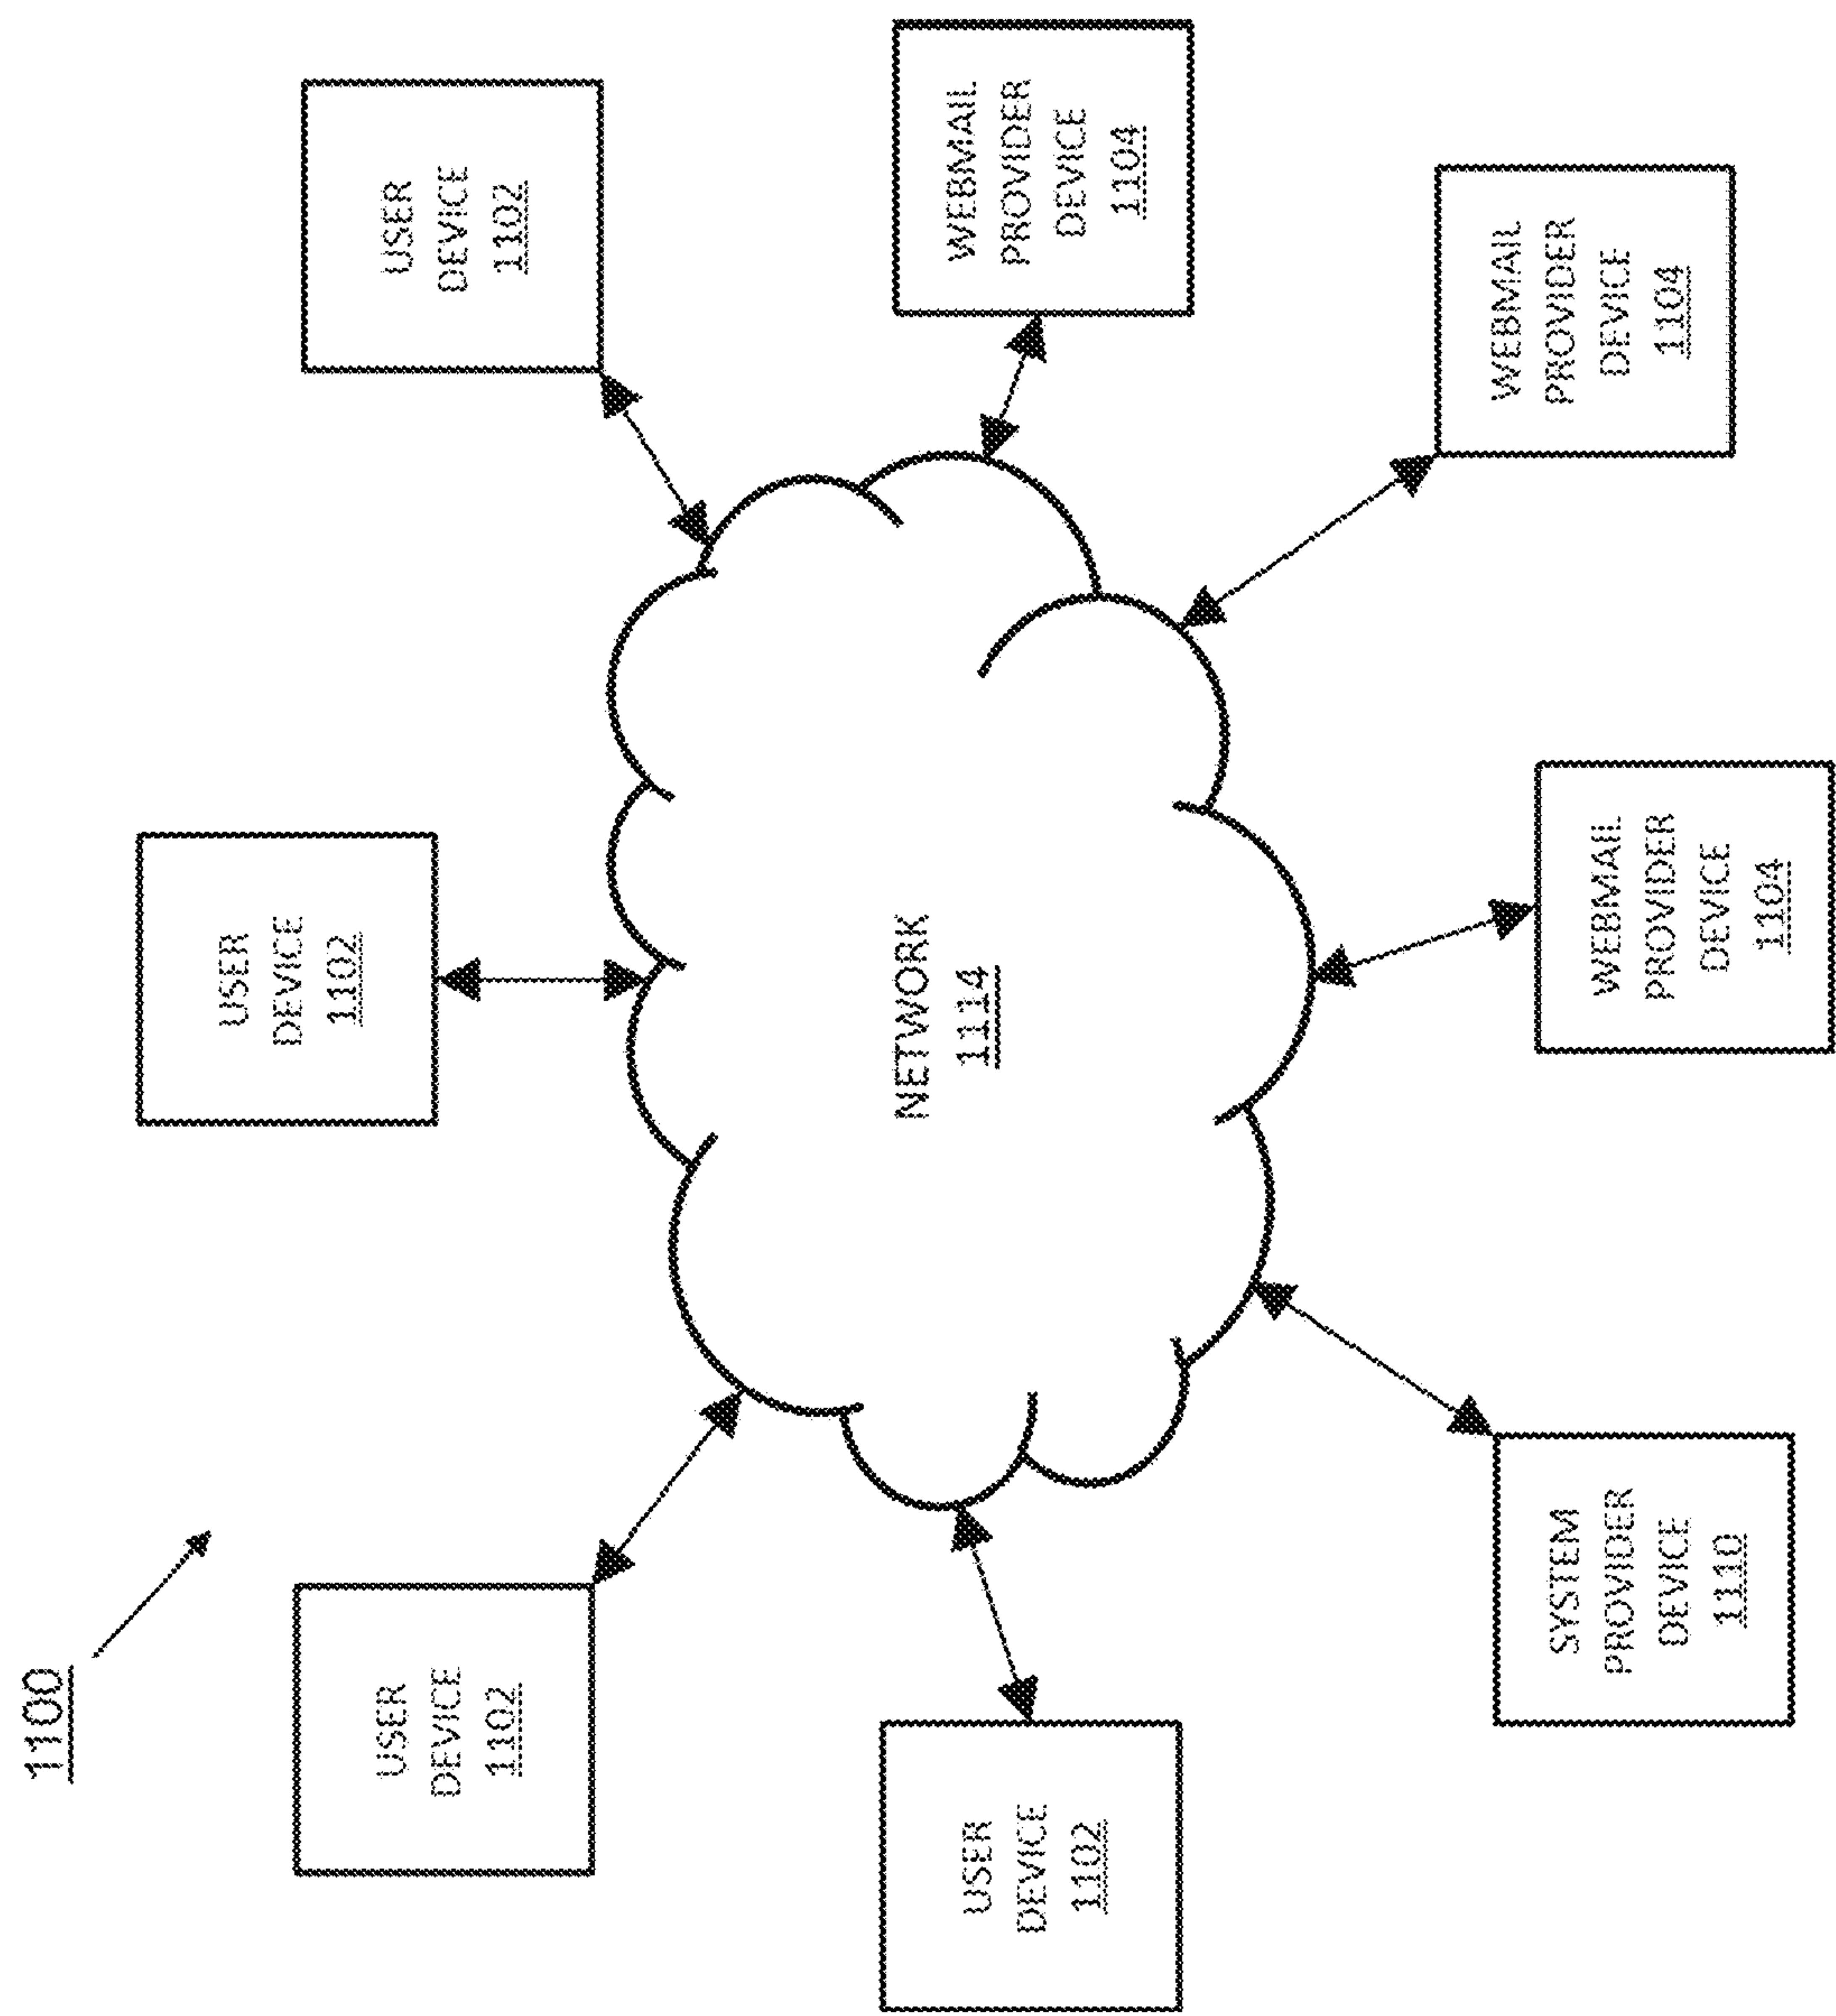 1100
USER
DEVICE
1102
USER
DEVICE
1102
USER
DEVICE
1102
USER
DEVICE
1102
NETWORK
1114
WEBMAIL
PROVIDER
DEVICE
1104
SYSTEM
PROVIDER
DEVICE
1110
WEBMAIL
PROVIDER
DEVICE
1104
WEBMAIL
PROVIDER
DEVICE
1104